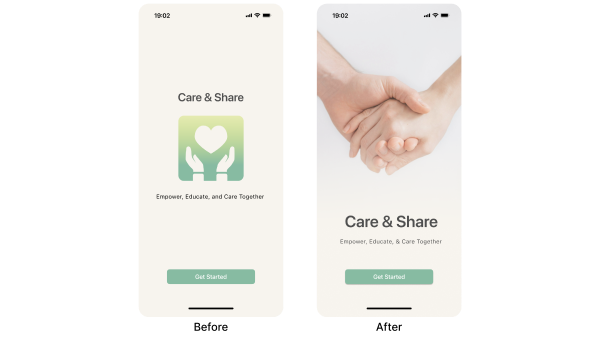 19:02
Care & Share
Empower, Educate, and Care Together
Get Started
Before
19:02
Care & Share
Empower, Educate, & Care Together
Get Started
After